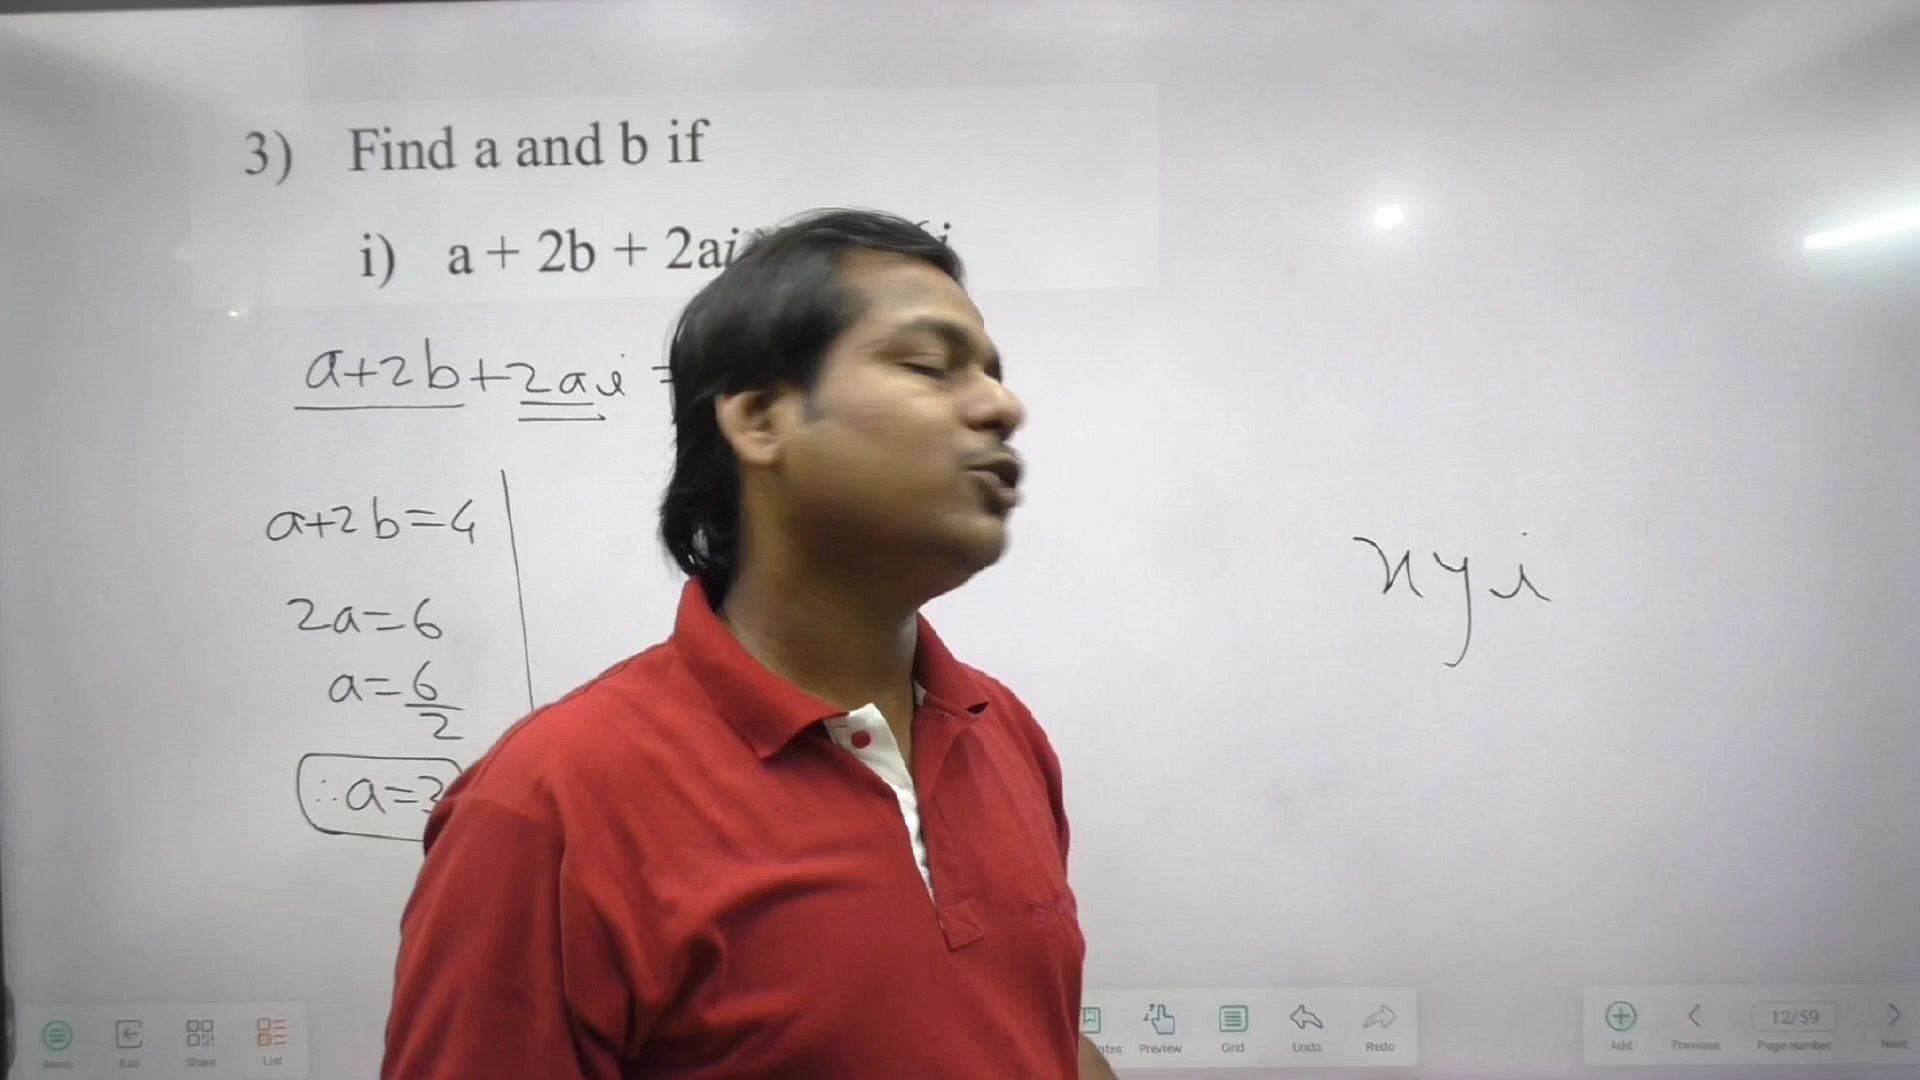 3) Find a and b if
i) a + 2b + 2ai
a+2b+2ai =
a+2b=4
2a=6
a=6/2
∴a=3
xyi
Menu Exit Share List
Preview Grid Undo Redo
Add Previous 12/59 Page number Next